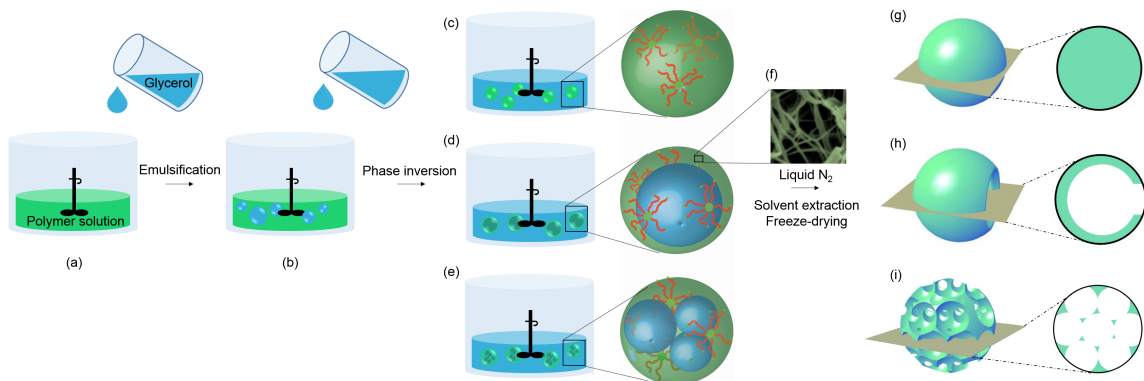 Glycerol
Polymer solution
(a)
Emulsification
(b)
Phase inversion
(c)
(d)
(e)
(f)
Liquid N₂
Solvent extraction
Freeze-drying
(g)
(h)
(i)